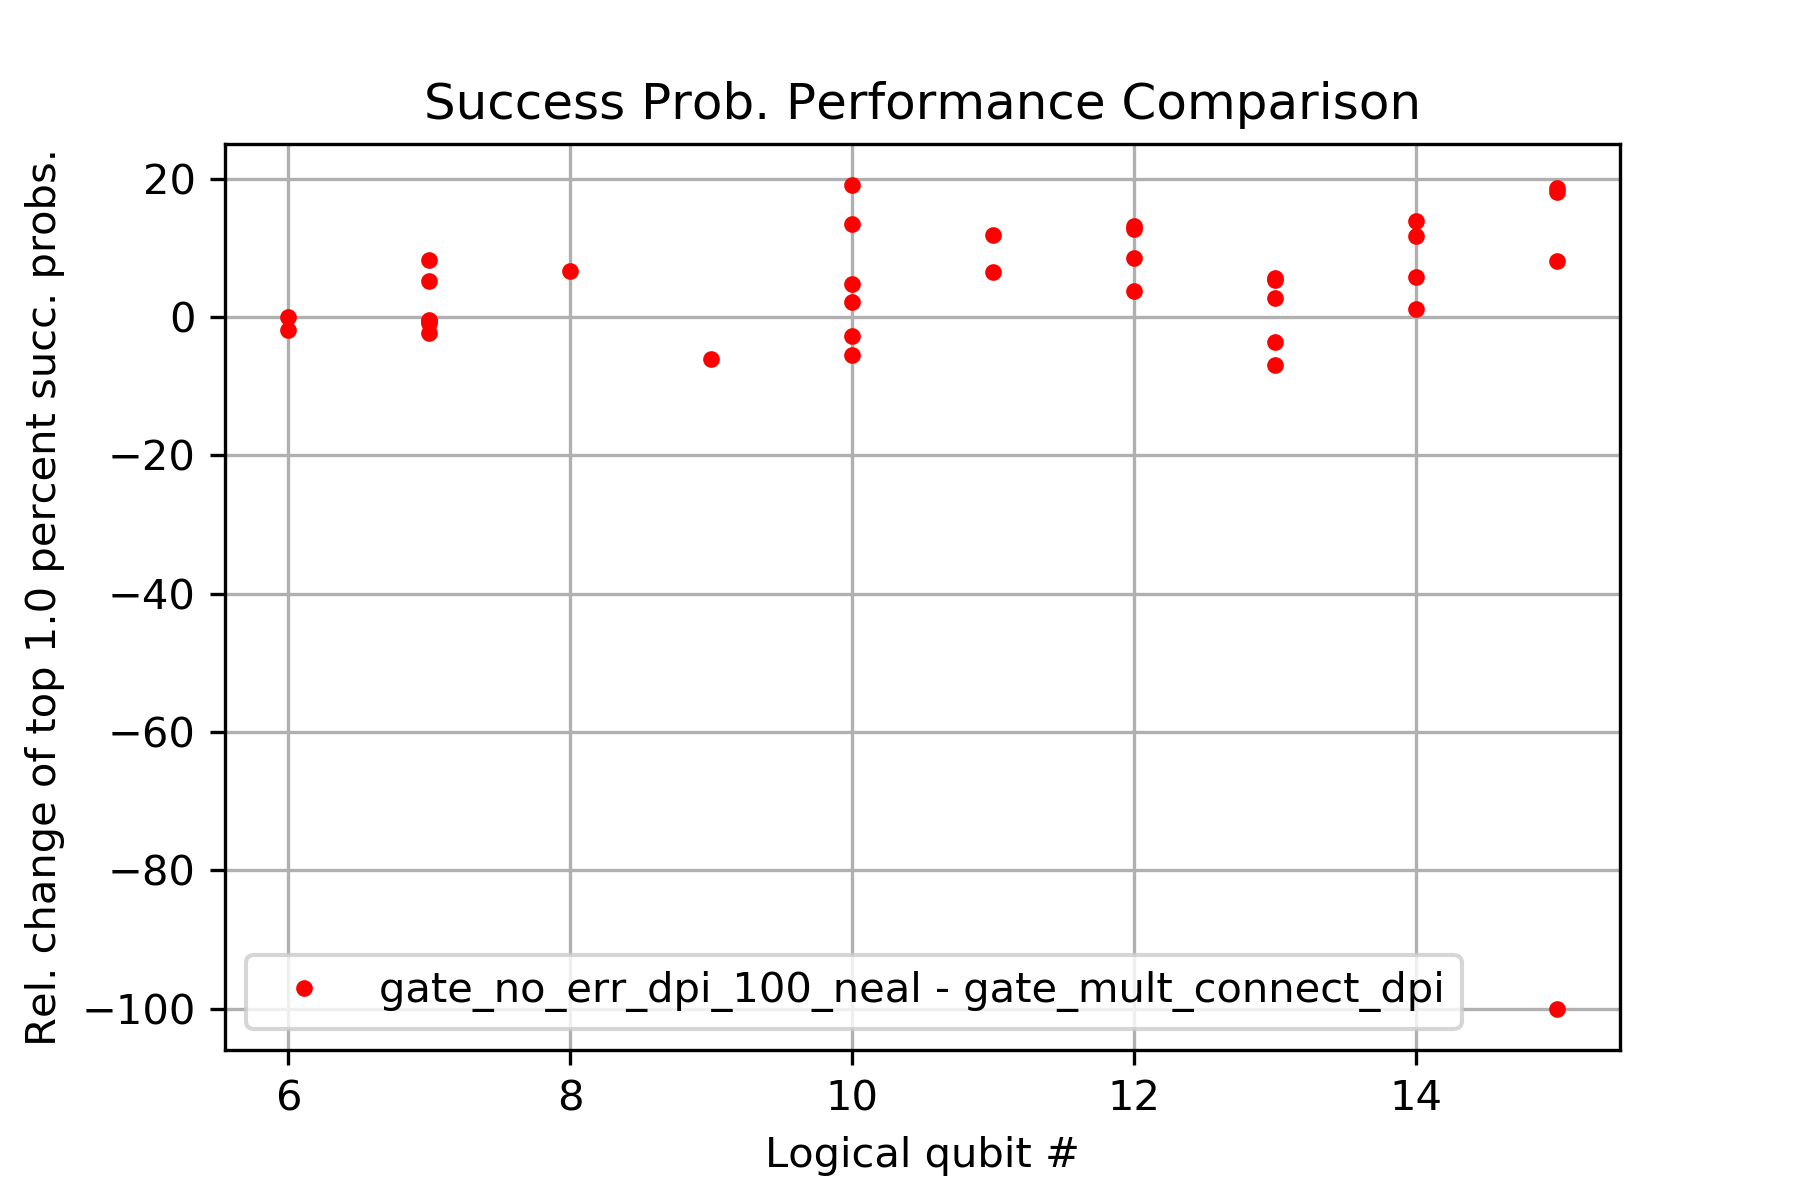 Success Prob. Performance Comparison
Rel. change of top 1.0 percent succ. probs.
20
0
−20
−40
−60
−80
−100
gate_no_err_dpi_100_neal - gate_mult_connect_dpi
6 8 10 12 14
Logical qubit #